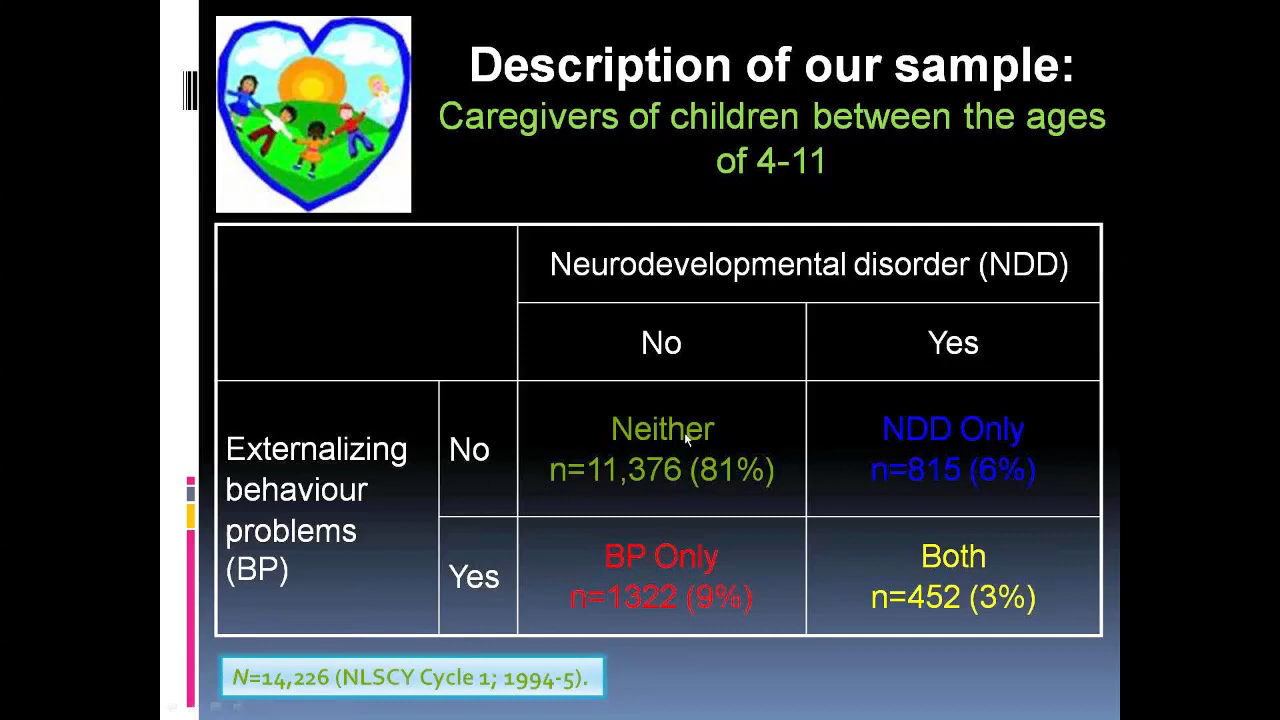 Description of our sample:
Caregivers of children between the ages
of 4-11
Neurodevelopmental disorder (NDD)
No
Yes
Externalizing
behaviour
problems
(BP)
No
Neither
n=11,376 (81%)
NDD Only
n=815 (6%)
Yes
BP Only
n=1322 (9%)
Both
n=452 (3%)
N=14,226 (NLSCY Cycle 1; 1994-5).